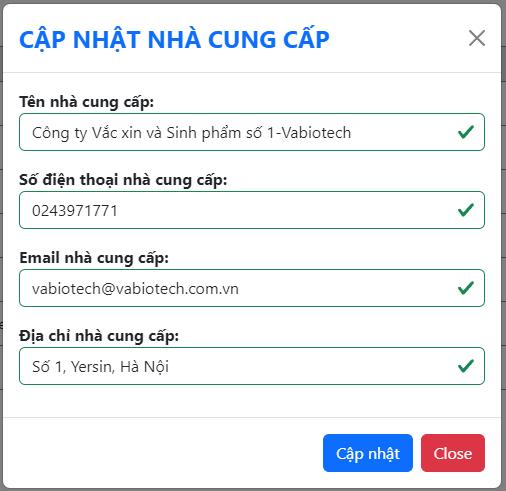 CẬP NHẬT NHÀ CUNG CẤP
Tên nhà cung cấp:
Công ty Vắc xin và Sinh phẩm số 1-Vabiotech
Số điện thoại nhà cung cấp:
0243971771
Email nhà cung cấp:
vabiotech@vabiotech.com.vn
Địa chỉ nhà cung cấp:
Số 1, Yersin, Hà Nội
Cập nhật Close